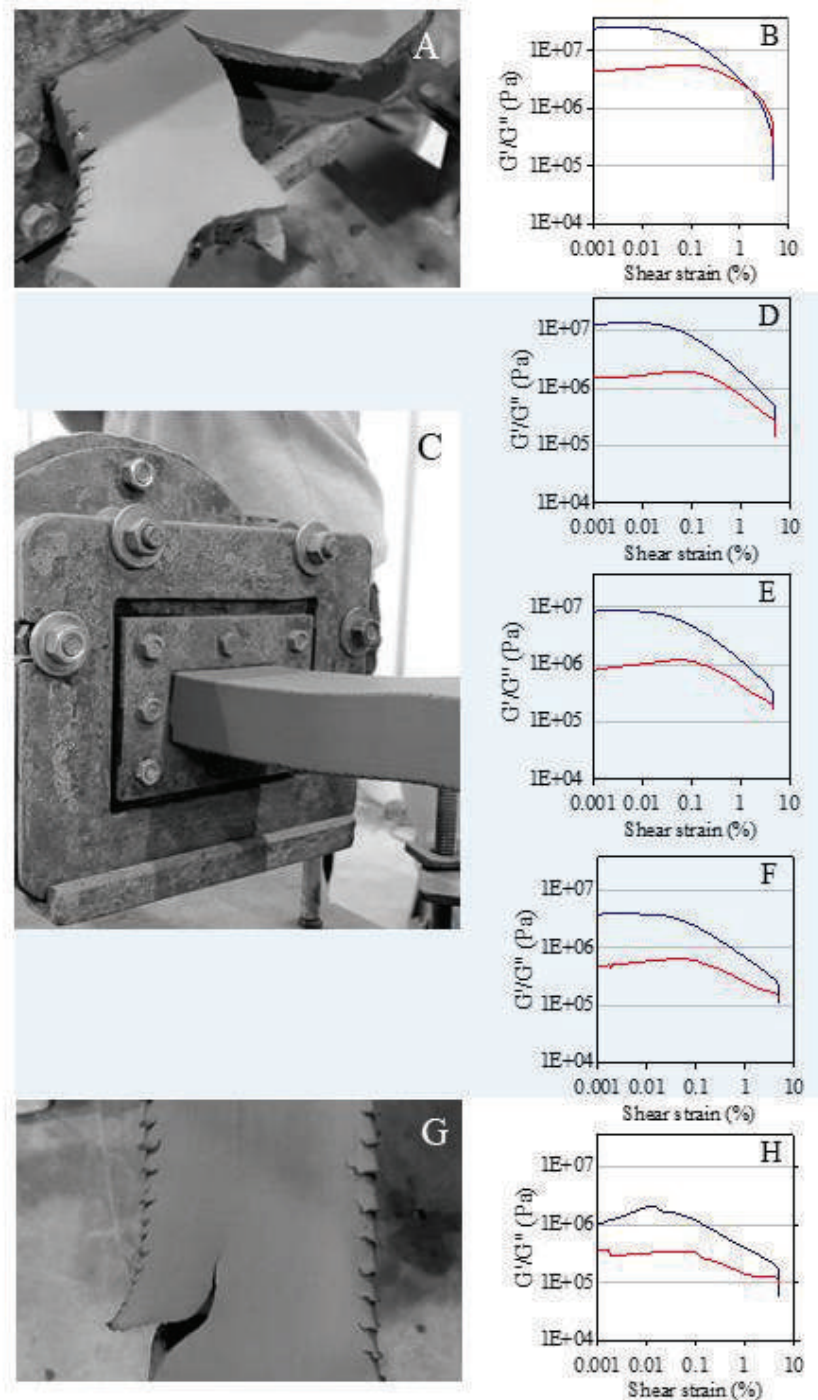 A
B
G'/G" (Pa)
1E+07
1E+06
1E+05
1E+04
0.001 0.01 0.1 1 10
Shear strain (%)
D
G'/G" (Pa)
1E+07
1E+06
1E+05
1E+04
0.001 0.01 0.1 1 10
Shear strain (%)
C
E
G'/G" (Pa)
1E+07
1E+06
1E+05
1E+04
0.001 0.01 0.1 1 10
Shear strain (%)
F
G'/G" (Pa)
1E+07
1E+06
1E+05
1E+04
0.001 0.01 0.1 1 10
Shear strain (%)
G
H
G'/G" (Pa)
1E+07
1E+06
1E+05
1E+04
0.001 0.01 0.1 1 10
Shear strain (%)